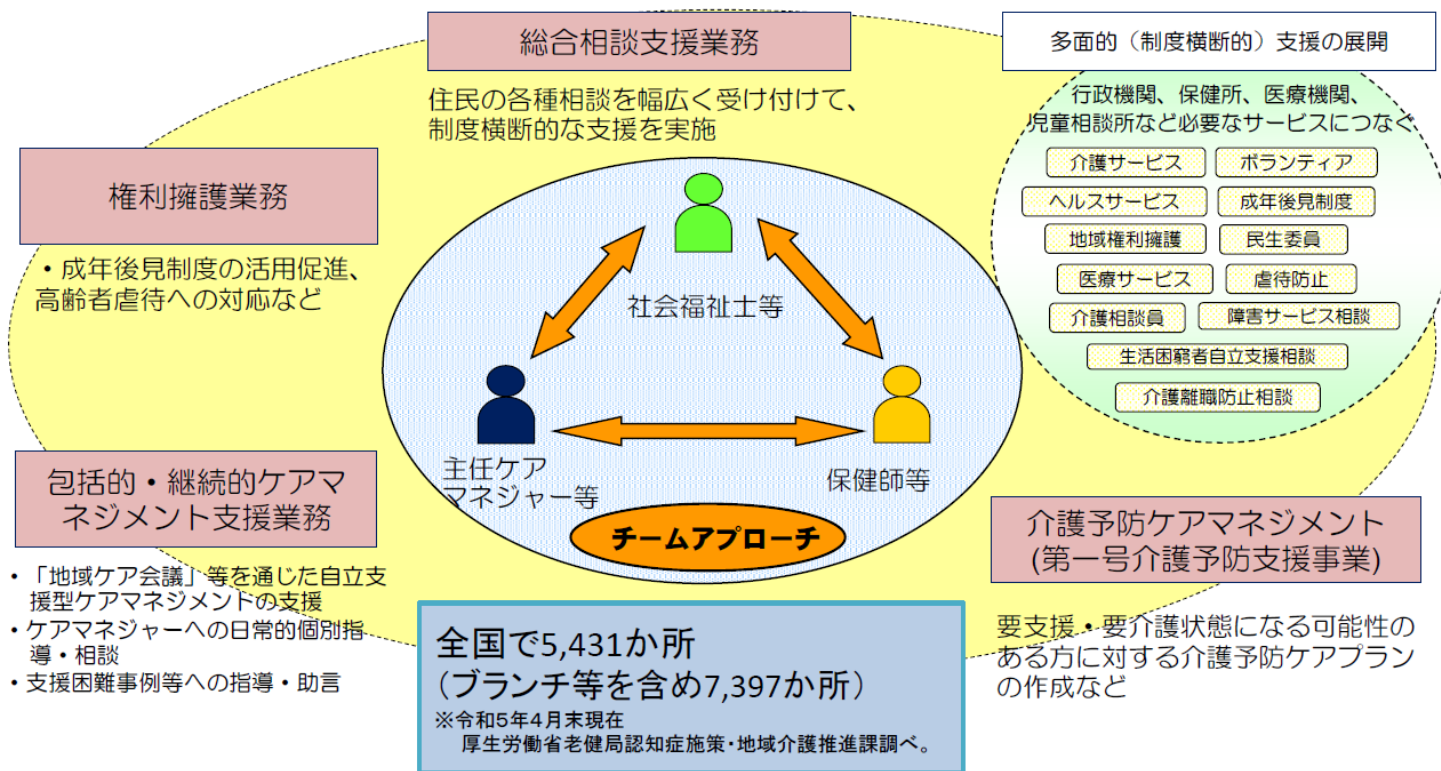 総合相談支援業務
住民の各種相談を幅広く受け付けて、
制度横断的な支援を実施
多面的（制度横断的）支援の展開
行政機関、保健所、医療機関、
児童相談所など必要なサービスにつなぐ
介護サービス
ボランティア
ヘルスサービス
成年後見制度
地域権利擁護
民生委員
医療サービス
虐待防止
介護相談員
障害サービス相談
生活困窮者自立支援相談
介護離職防止相談
権利擁護業務
・成年後見制度の活用促進、
高齢者虐待への対応など
社会福祉士等
主任ケア
マネジャー等
保健師等
チームアプローチ
包括的・継続的ケアマ
ネジメント支援業務
・「地域ケア会議」等を通じた自立支
援型ケアマネジメントの支援
・ケアマネジャーへの日常的個別指
導・相談
・支援困難事例等への指導・助言
介護予防ケアマネジメント
(第一号介護予防支援事業)
要支援・要介護状態になる可能性の
ある方に対する介護予防ケアプラン
の作成など
全国で5,431か所
（ブランチ等を含め7,397か所）
※令和5年4月末現在
厚生労働省老健局認知症施策･地域介護推進課調べ。